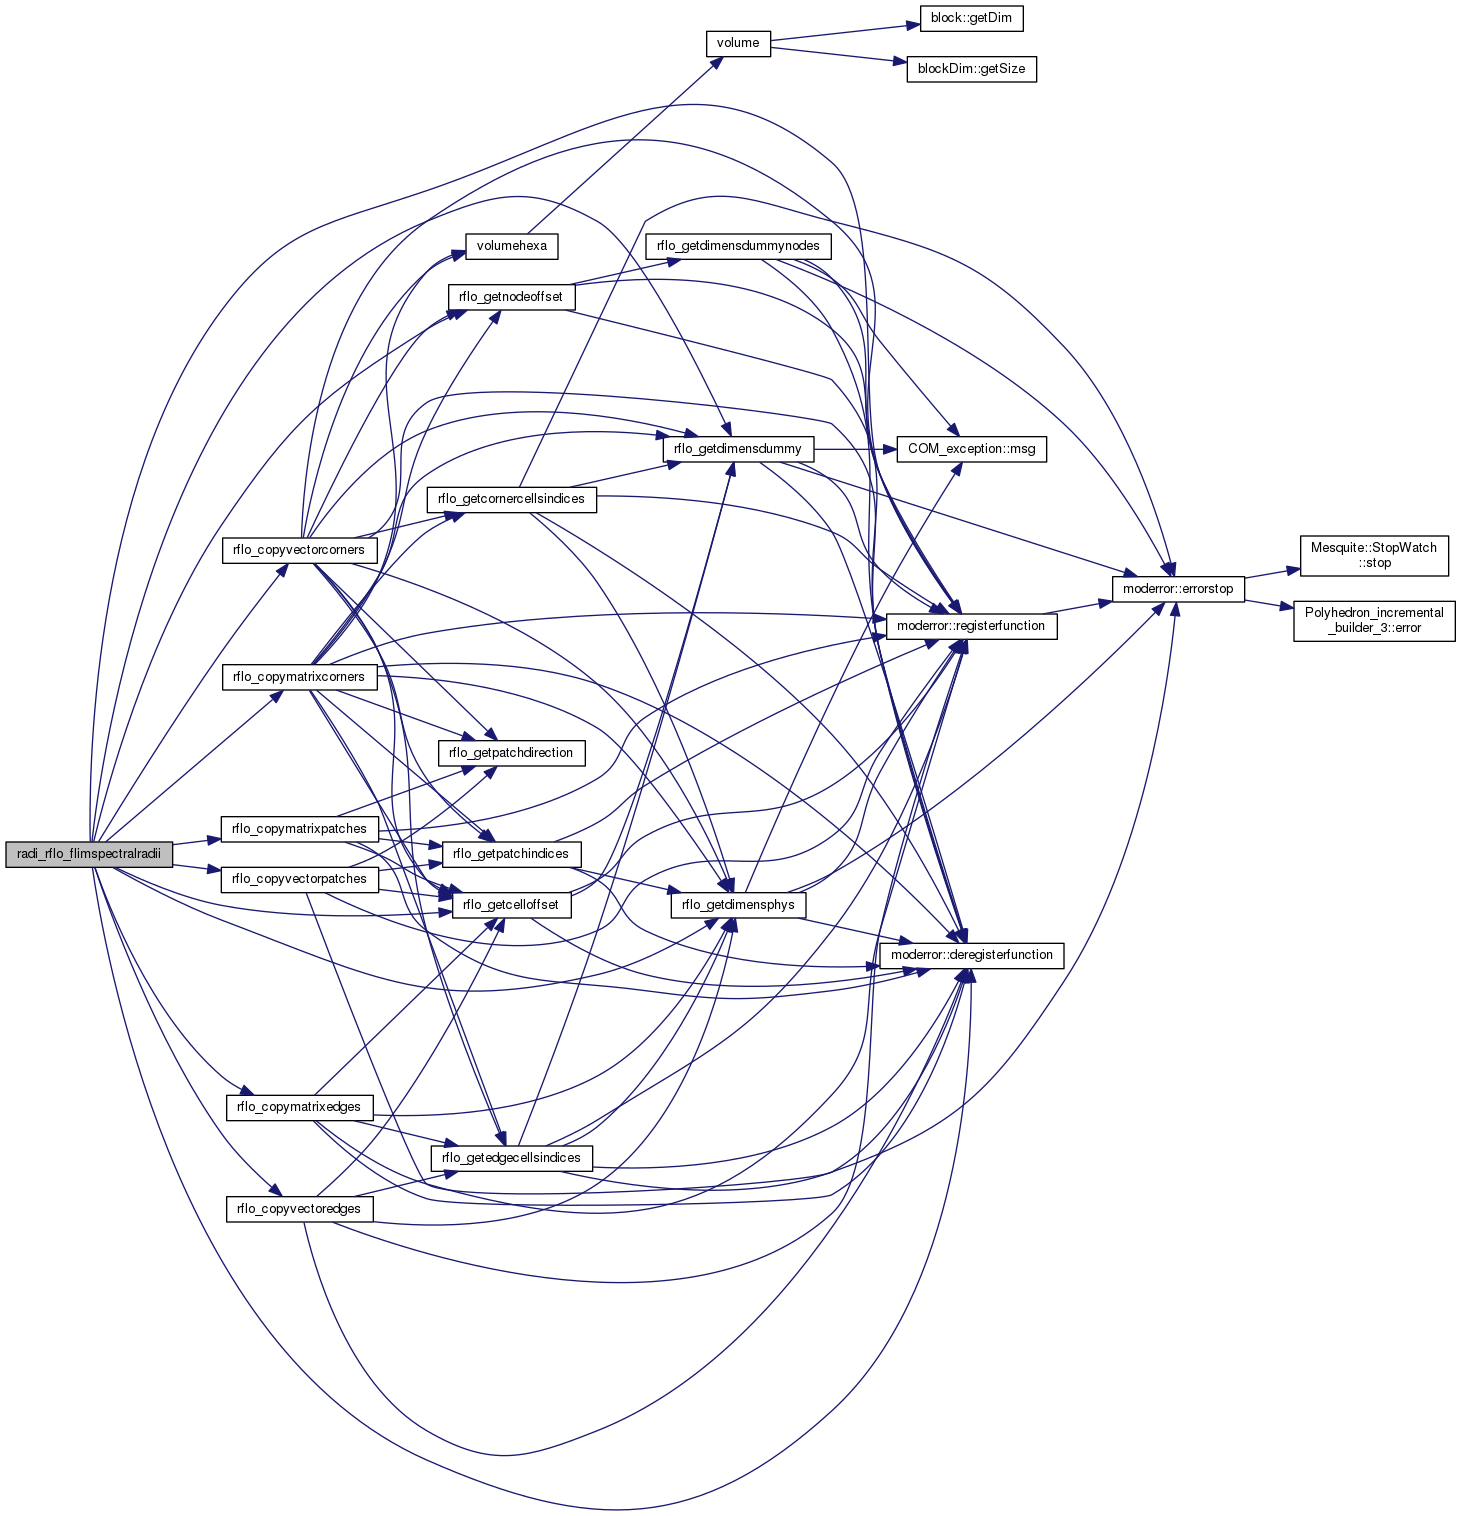 block::getDim
volume
blockDim::getSize
volumehexa
rflo_getdimensdummynodes
rflo_getnodeoffset
rflo_getdimensdummy
COM_exception::msg
rflo_getcornercellsindices
rflo_copyvectorcorners
Mesquite::StopWatch
::stop
moderror::errorstop
Polyhedron_incremental
_builder_3::error
moderror::registerfunction
rflo_copymatrixcorners
rflo_getpatchdirection
rflo_copymatrixpatches
radi_rflo_flimspectralradii
rflo_getpatchindices
rflo_copyvectorpatches
rflo_getcelloffset
rflo_getdimensphys
moderror::deregisterfunction
rflo_copymatrixedges
rflo_getedgecellsindices
rflo_copyvectoredges